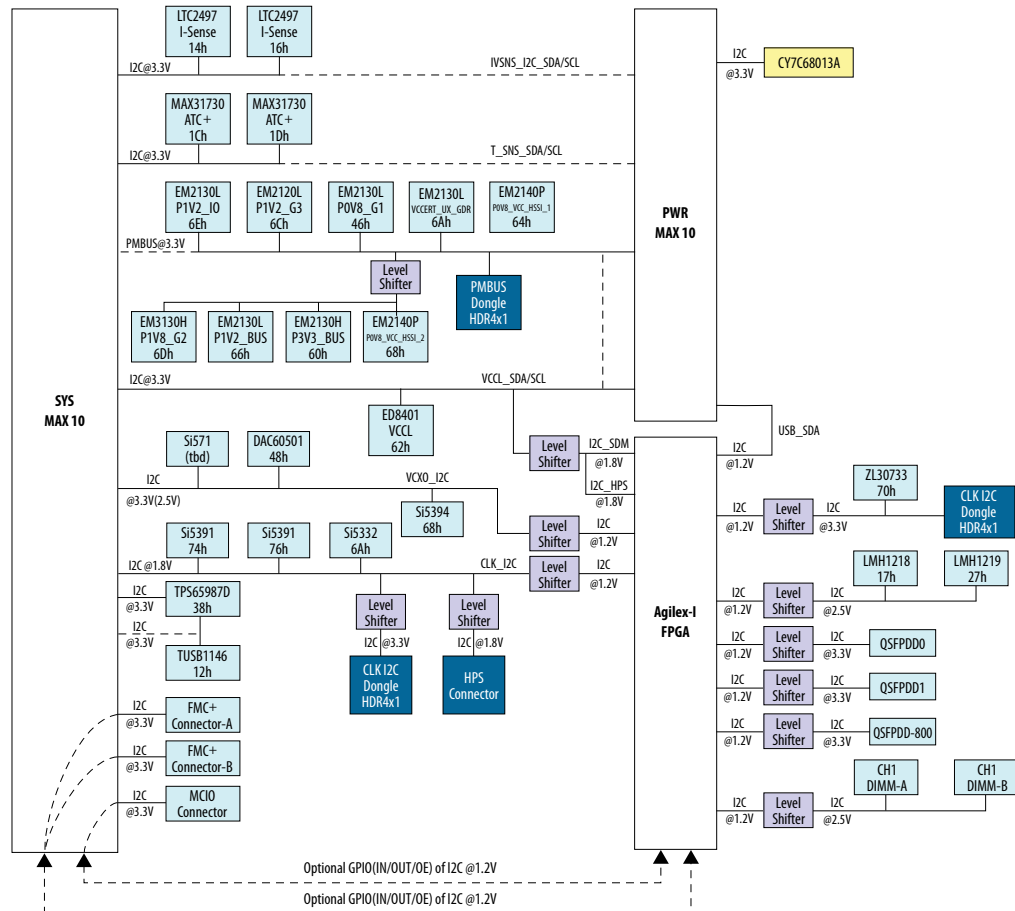 SYS
MAX 10
LTC2497
I-Sense
14h
LTC2497
I-Sense
16h
I2C@3.3V
IVSNS_I2C_SDA/SCL
MAX31730
ATC+
1Ch
MAX31730
ATC+
1Dh
I2C@3.3V
T_SNS_SDA/SCL
EM2130L
P1V2_IO
6Eh
EM2120L
P1V2_G3
6Ch
EM2130L
P0V8_G1
46h
EM2130L
VCCERT_UX_GDR
6Ah
EM2140P
P0V8_VCC_HSSI_1
64h
PMBUS@3.3V
Level
Shifter
PMBUS
Dongle
HDR4x1
EM3130H
P1V8_G2
6Dh
EM2130L
P1V2_BUS
66h
EM2130H
P3V3_BUS
60h
EM2140P
P0V8_VCC_HSSI_2
68h
I2C@3.3V
VCCL_SDA/SCL
ED8401
VCCL
62h
Level
Shifter
I2C_SDM
@1.8V
I2C_HPS
@1.8V
Si571
(tbd)
DAC60501
48h
I2C
@3.3V(2.5V)
VCXO_I2C
Si5394
68h
Level
Shifter
I2C
@1.2V
Si5391
74h
Si5391
76h
Si5332
6Ah
I2C @1.8V
CLK_I2C
Level
Shifter
I2C
@1.2V
Level
Shifter
I2C @3.3V
CLK I2C
Dongle
HDR4x1
Level
Shifter
I2C @1.8V
HPS
Connector
I2C
@3.3V
TPS65987D
38h
I2C
@3.3V
TUSB1146
12h
I2C
@3.3V
FMC+
Connector-A
I2C
@3.3V
FMC+
Connector-B
I2C
@3.3V
MCIO
Connector
PWR
MAX 10
I2C
@3.3V
CY7C68013A
USB_SDA
I2C
@1.2V
Agilex-I
FPGA
I2C
@1.2V
Level
Shifter
I2C
@3.3V
ZL30733
70h
CLK I2C
Dongle
HDR4x1
I2C
@1.2V
Level
Shifter
I2C
@2.5V
LMH1218
17h
LMH1219
27h
I2C
@1.2V
Level
Shifter
I2C
@3.3V
QSFPDD0
I2C
@1.2V
Level
Shifter
I2C
@3.3V
QSFPDD1
I2C
@1.2V
Level
Shifter
I2C
@3.3V
QSFPDD-800
I2C
@1.2V
Level
Shifter
I2C
@2.5V
CH1
DIMM-A
CH1
DIMM-B
Optional GPIO(IN/OUT/OE) of I2C @1.2V
Optional GPIO(IN/OUT/OE) of I2C @1.2V